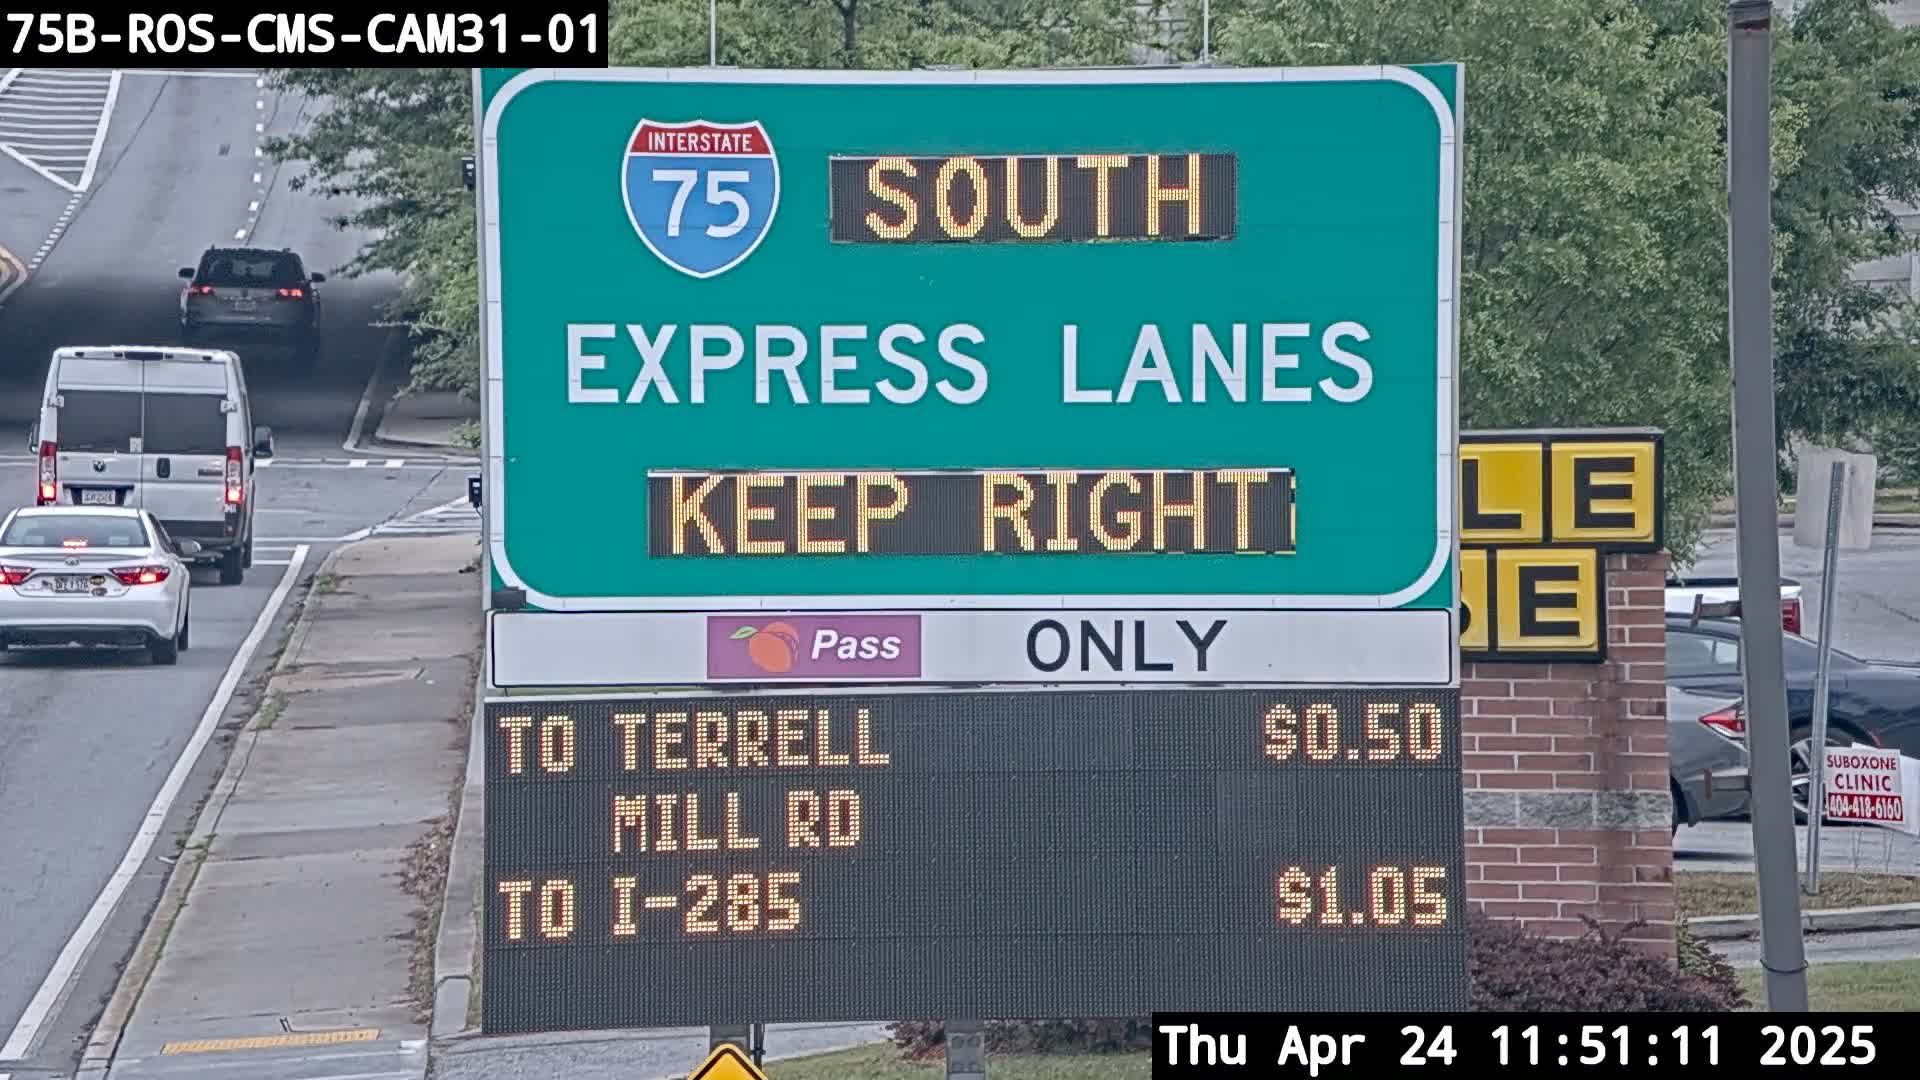 75B-ROS-CMS-CAM31-01
INTERSTATE
75
SOUTH
EXPRESS LANES
KEEP RIGHT
Pass ONLY
TO TERRELL $0.50
MILL RD
TO I-285 $1.05
LE
E
SUBOXONE
CLINIC
404-418-6160
Thu Apr 24 11:51:11 2025